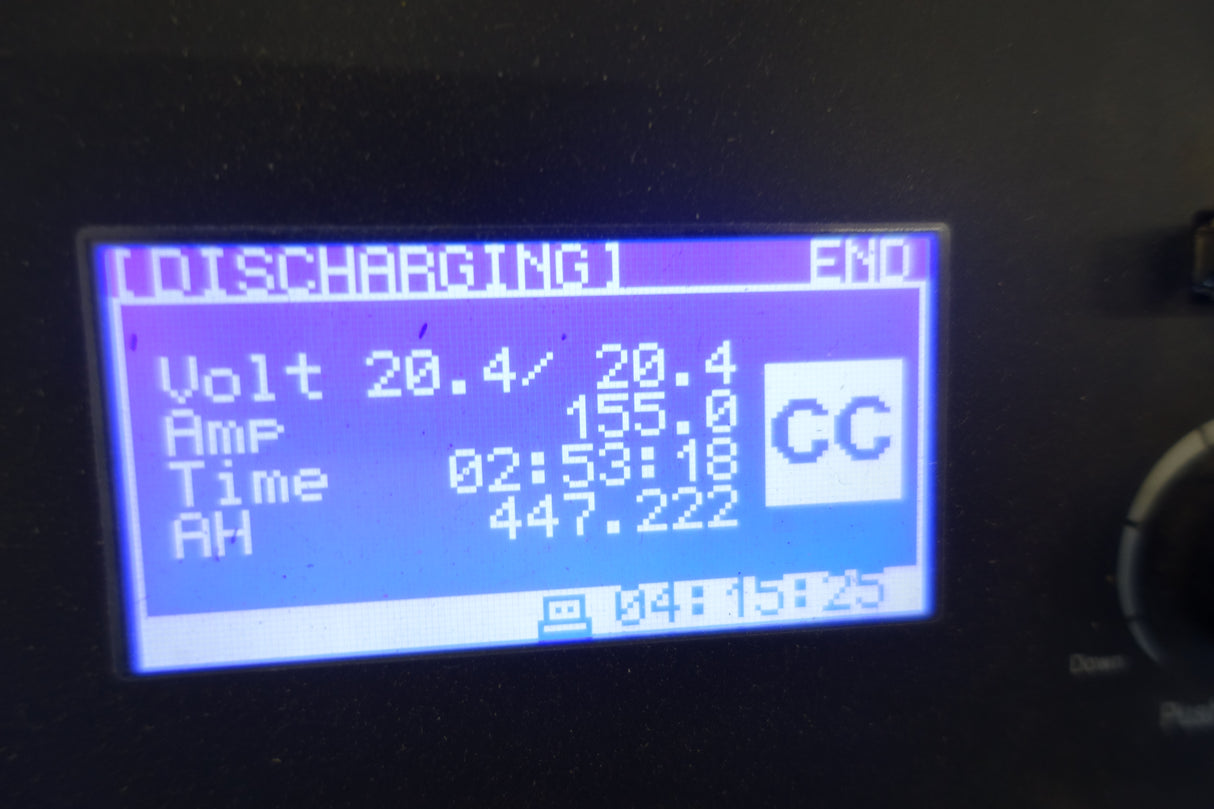 [DISCHARGING] END
Volt 20.4/ 20.4
Amp 155.0
CC
Time 02:53:18
AH 447.222
04:15:25
Down
Push